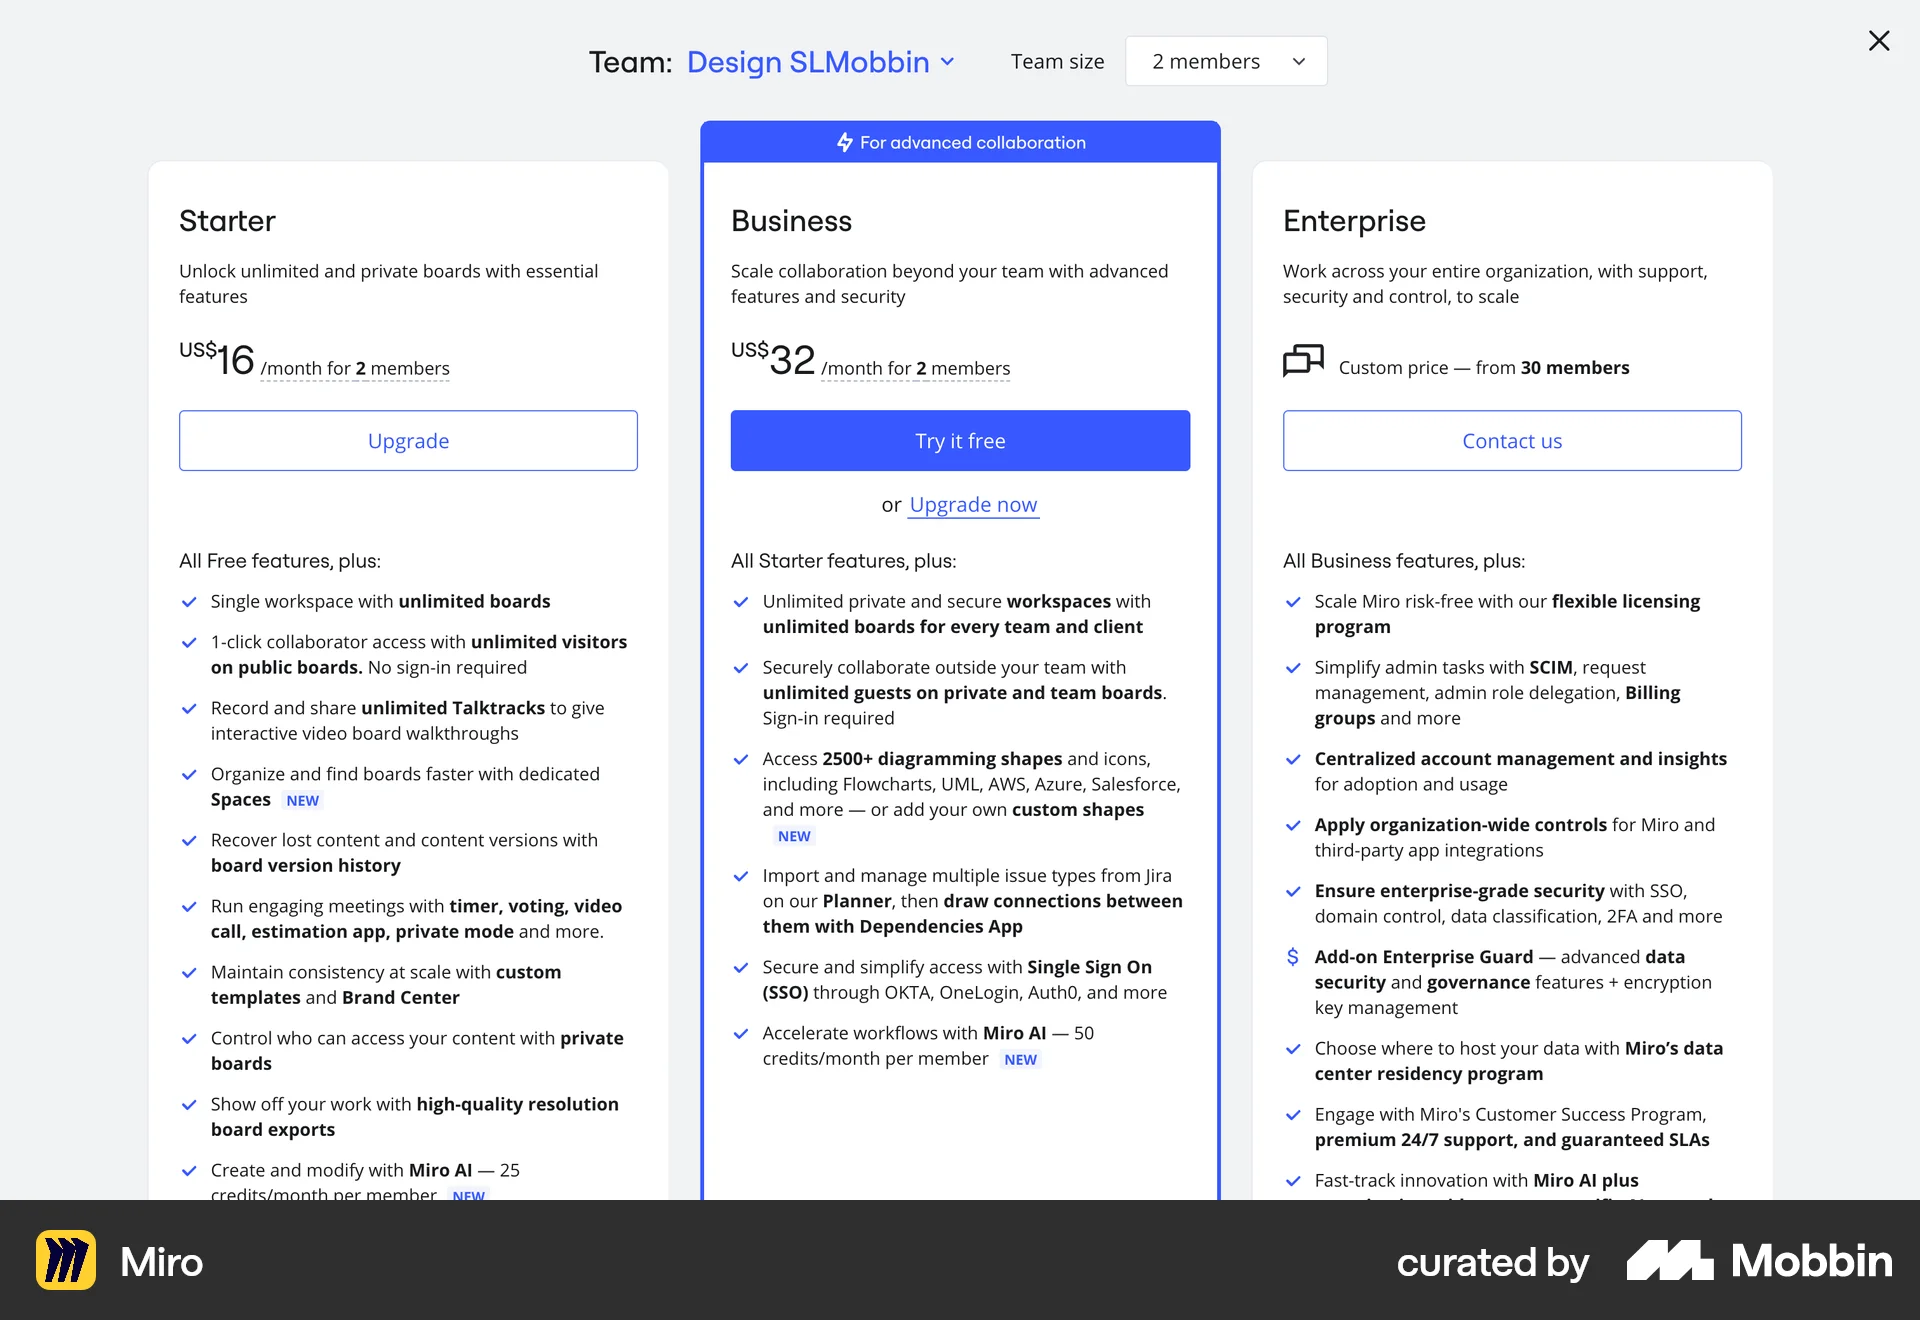 Team: Design SLMobbin
Team size
2 members
For advanced collaboration
Starter
Unlock unlimited and private boards with essential
features
US$16 /month for 2 members
Upgrade
All Free features, plus:
Single workspace with unlimited boards
1-click collaborator access with unlimited visitors
on public boards. No sign-in required
Record and share unlimited Talktracks to give
interactive video board walkthroughs
Organize and find boards faster with dedicated
Spaces NEW
Recover lost content and content versions with
board version history
Run engaging meetings with timer, voting, video
call, estimation app, private mode and more.
Maintain consistency at scale with custom
templates and Brand Center
Control who can access your content with private
boards
Show off your work with high-quality resolution
board exports
Create and modify with Miro AI — 25
credits/month per member NEW
Business
Scale collaboration beyond your team with advanced
features and security
US$32 /month for 2 members
Try it free
or Upgrade now
All Starter features, plus:
Unlimited private and secure workspaces with
unlimited boards for every team and client
Securely collaborate outside your team with
unlimited guests on private and team boards.
Sign-in required
Access 2500+ diagramming shapes and icons,
including Flowcharts, UML, AWS, Azure, Salesforce,
and more — or add your own custom shapes
NEW
Import and manage multiple issue types from Jira
on our Planner, then draw connections between
them with Dependencies App
Secure and simplify access with Single Sign On
(SSO) through OKTA, OneLogin, Auth0, and more
Accelerate workflows with Miro AI — 50
credits/month per member NEW
Enterprise
Work across your entire organization, with support,
security and control, to scale
Custom price — from 30 members
Contact us
All Business features, plus:
Scale Miro risk-free with our flexible licensing
program
Simplify admin tasks with SCIM, request
management, admin role delegation, Billing
groups and more
Centralized account management and insights
for adoption and usage
Apply organization-wide controls for Miro and
third-party app integrations
Ensure enterprise-grade security with SSO,
domain control, data classification, 2FA and more
$ Add-on Enterprise Guard — advanced data
security and governance features + encryption
key management
Choose where to host your data with Miro’s data
center residency program
Engage with Miro's Customer Success Program,
premium 24/7 support, and guaranteed SLAs
Fast-track innovation with Miro AI plus
Miro
curated by Mobbin